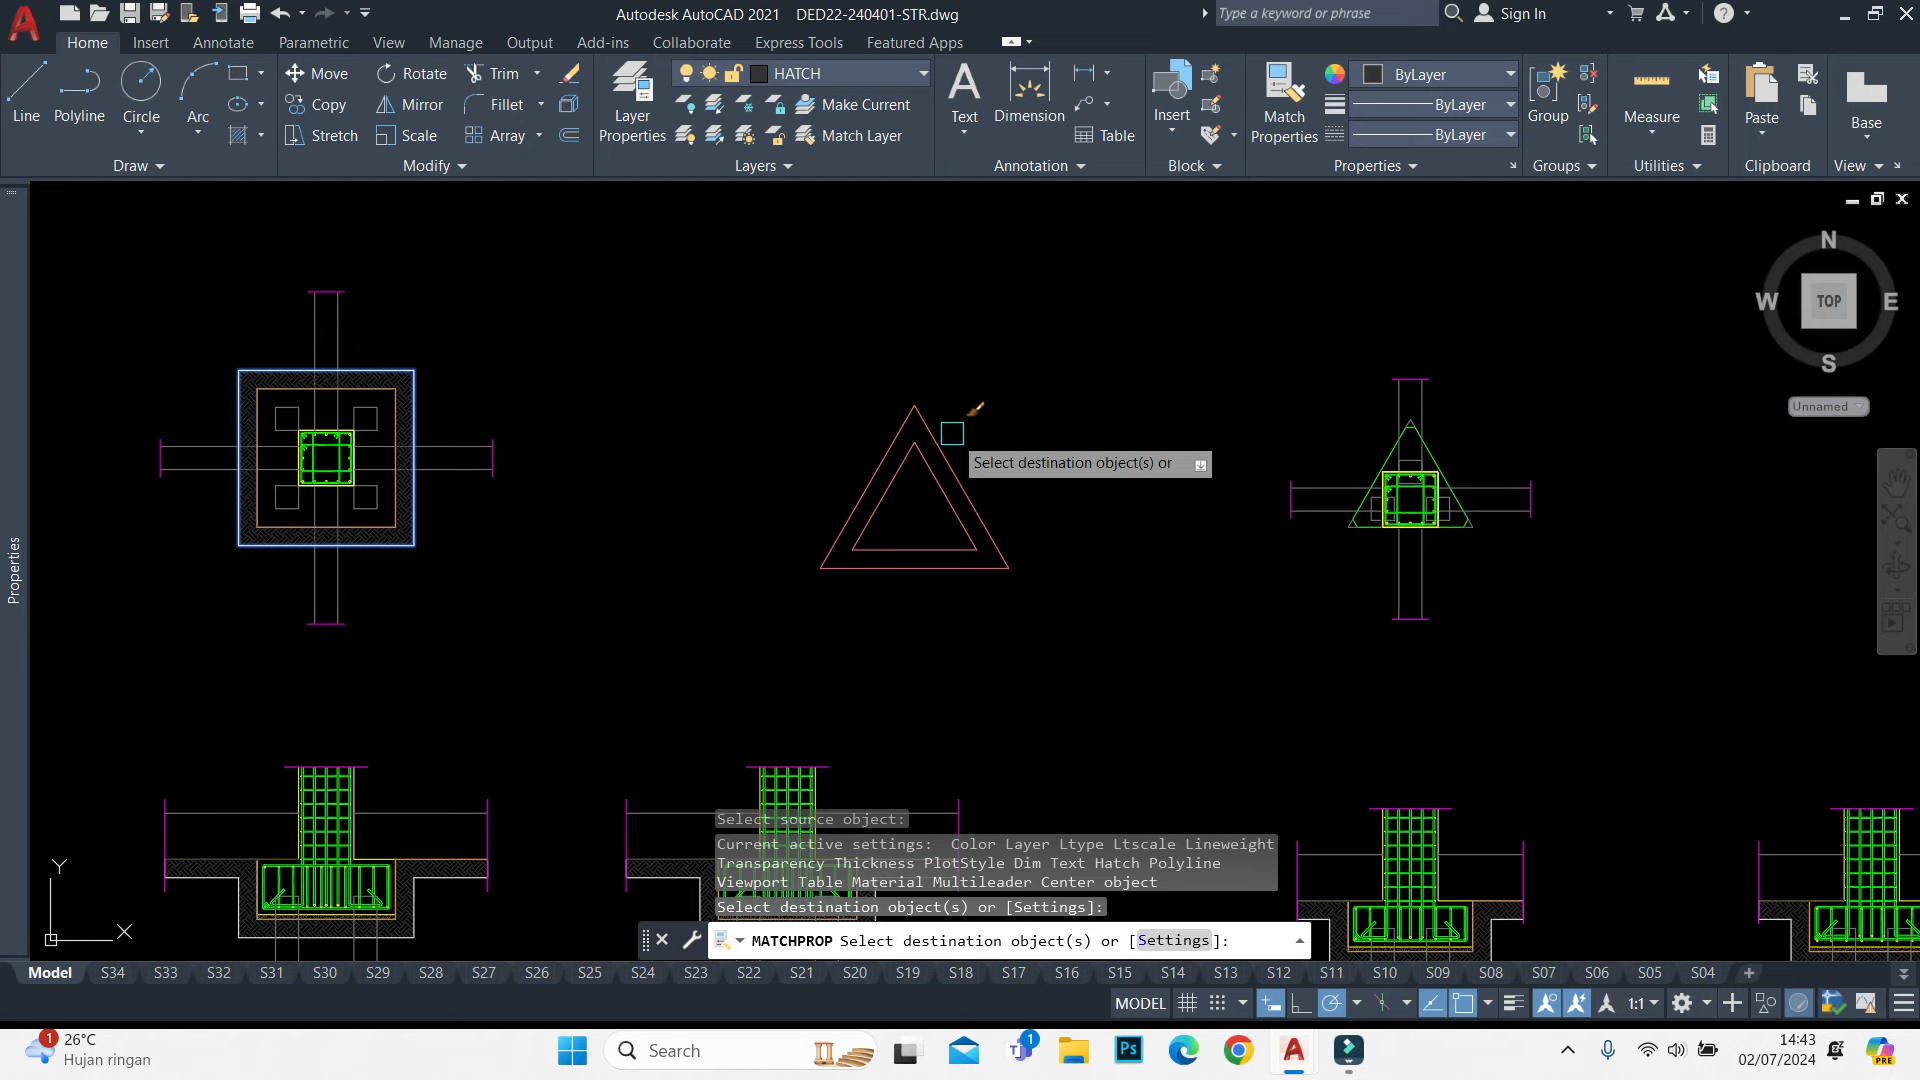 Autodesk AutoCAD 2021 DED22-240401-STR.dwg
Type a keyword or phrase
Sign In
Home Insert Annotate Parametric View Manage Output Add-ins Collaborate Express Tools Featured Apps
Line Polyline Circle Arc
Move Rotate Trim
Copy Mirror Fillet
Stretch Scale Array
Layer Properties
HATCH
Make Current
Match Layer
Text Dimension Table
Insert
Match Properties
ByLayer
ByLayer
ByLayer
Group
Measure
Paste
Base
Draw Modify Layers Annotation Block Properties Groups Utilities Clipboard View
N
W TOP E
S
Unnamed
Properties
Select destination object(s) or
Select source object:
Current active settings: Color Layer Ltype Ltscale Lineweight
Transparency Thickness PlotStyle Dim Text Hatch Polyline
Viewport Table Material Multileader Center object
Select destination object(s) or [Settings]:
MATCHPROP Select destination object(s) or [Settings]:
Y
X
Model S34 S33 S32 S31 S30 S29 S28 S27 S26 S25 S24 S23 S22 S21 S20 S19 S18 S17 S16 S15 S14 S13 S12 S11 S10 S09 S08 S07 S06 S05 S04
MODEL 1:1
1
26°C
Hujan ringan
Search
1
Ps
14:43
02/07/2024
PRE